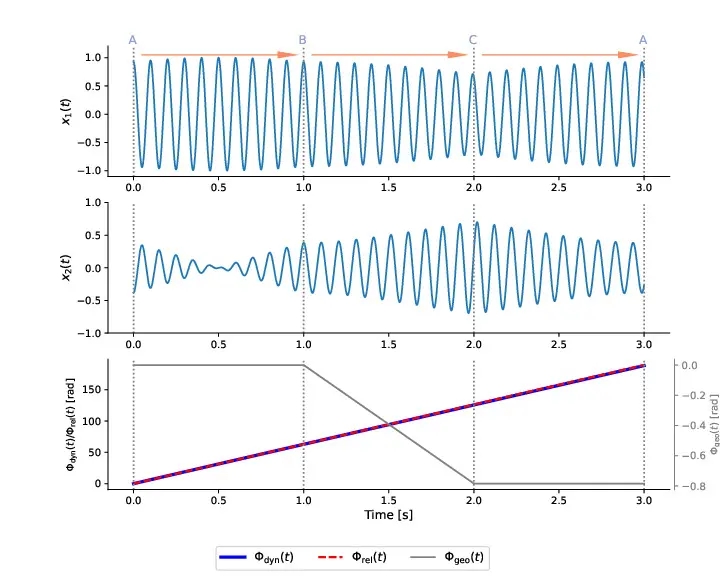 A B C A
x₁(t)
1.0
0.5
0.0
−0.5
−1.0
0.0 0.5 1.0 1.5 2.0 2.5 3.0
x₂(t)
1.0
0.5
0.0
−0.5
−1.0
0.0 0.5 1.0 1.5 2.0 2.5 3.0
Φdyn(t)/Φrel(t) [rad]
150
100
50
0
0.0
−0.2
−0.4
−0.6
−0.8
Φgeo(t) [rad]
0.0 0.5 1.0 1.5 2.0 2.5 3.0
Time [s]
Φdyn(t) Φrel(t) Φgeo(t)